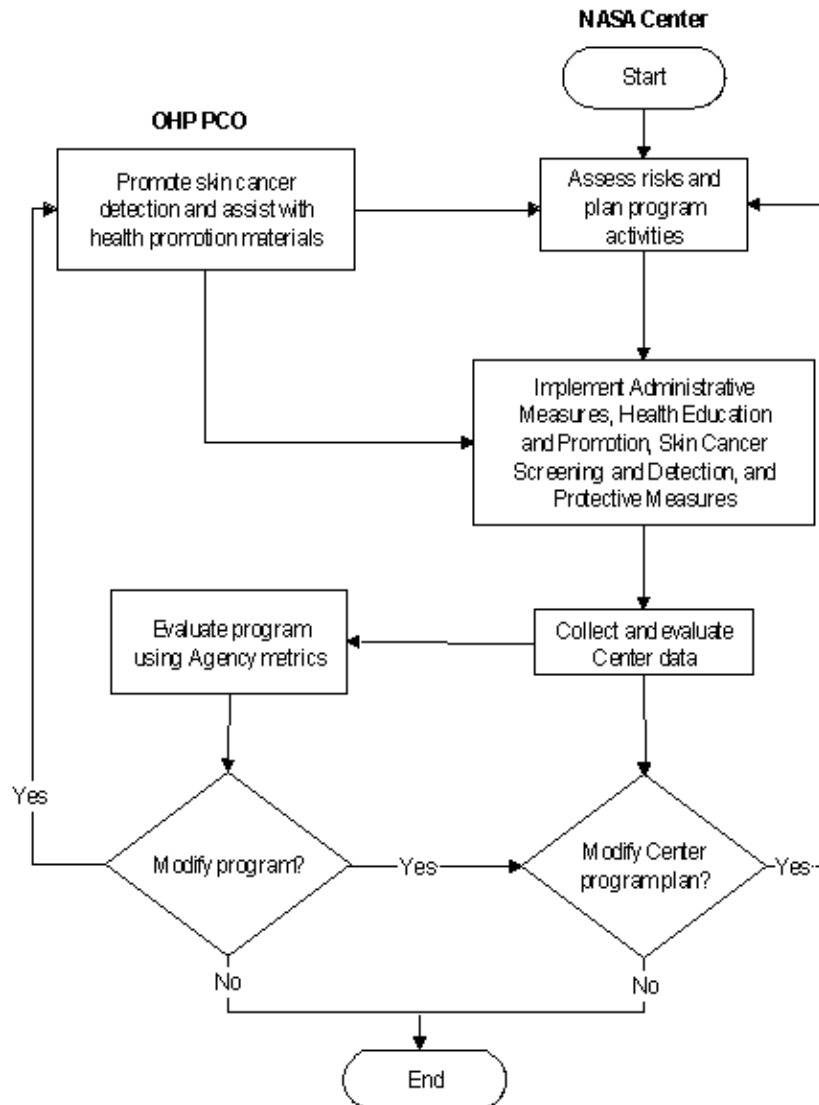 NASA Center
Start
OHP PCO
Promote skin cancer
detection and assist with
health promotion materials
Assess risks and
plan program
activities
Implement Administrative
Measures, Health Education
and Promotion, Skin Cancer
Screening and Detection, and
Protective Measures
Evaluate program
using Agency metrics
Collect and evaluate
Center data
Yes
Modify program?
Yes
Modify Center
program plan?
Yes
No
No
End